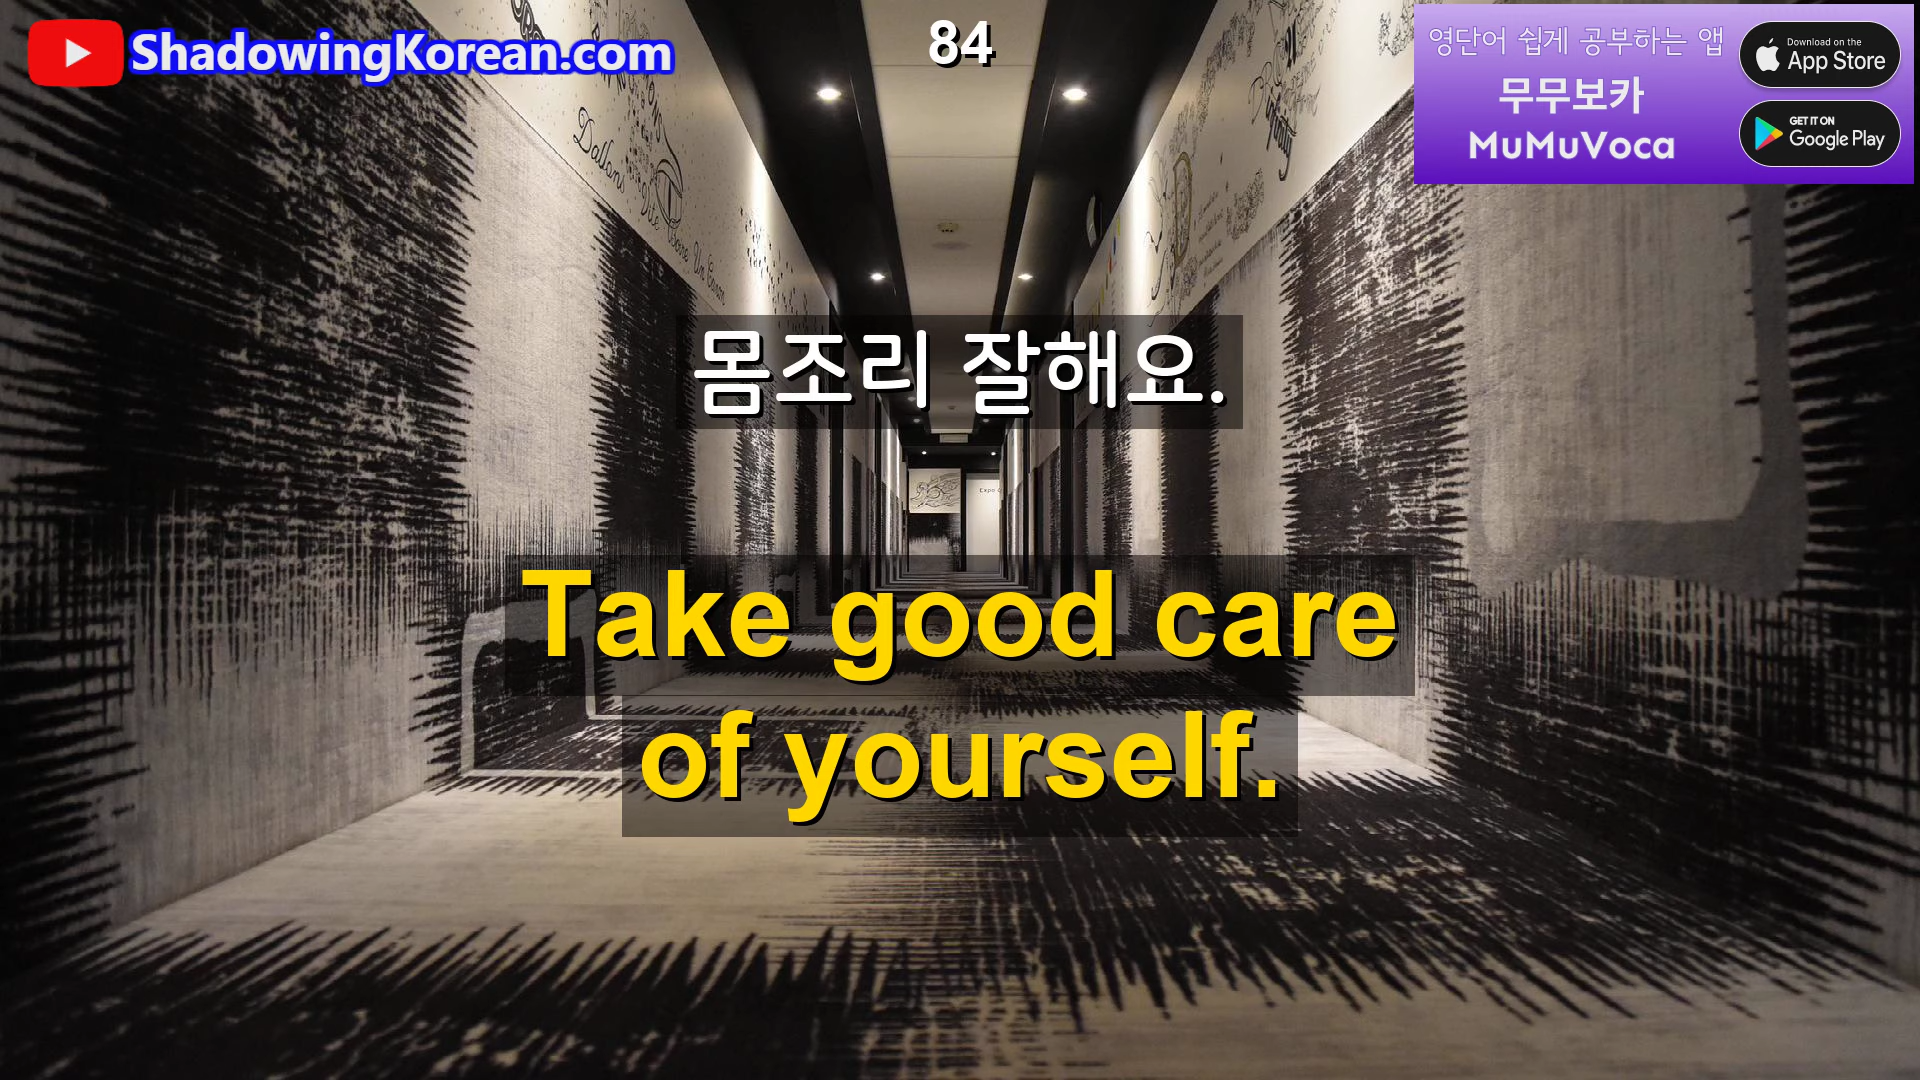 ShadowingKorean.com
84
영단어 쉽게 공부하는 앱
무무보카
MuMuVoca
Download on the
App Store
GET IT ON
Google Play
Dallons
몸조리 잘해요.
Take good care
of yourself.